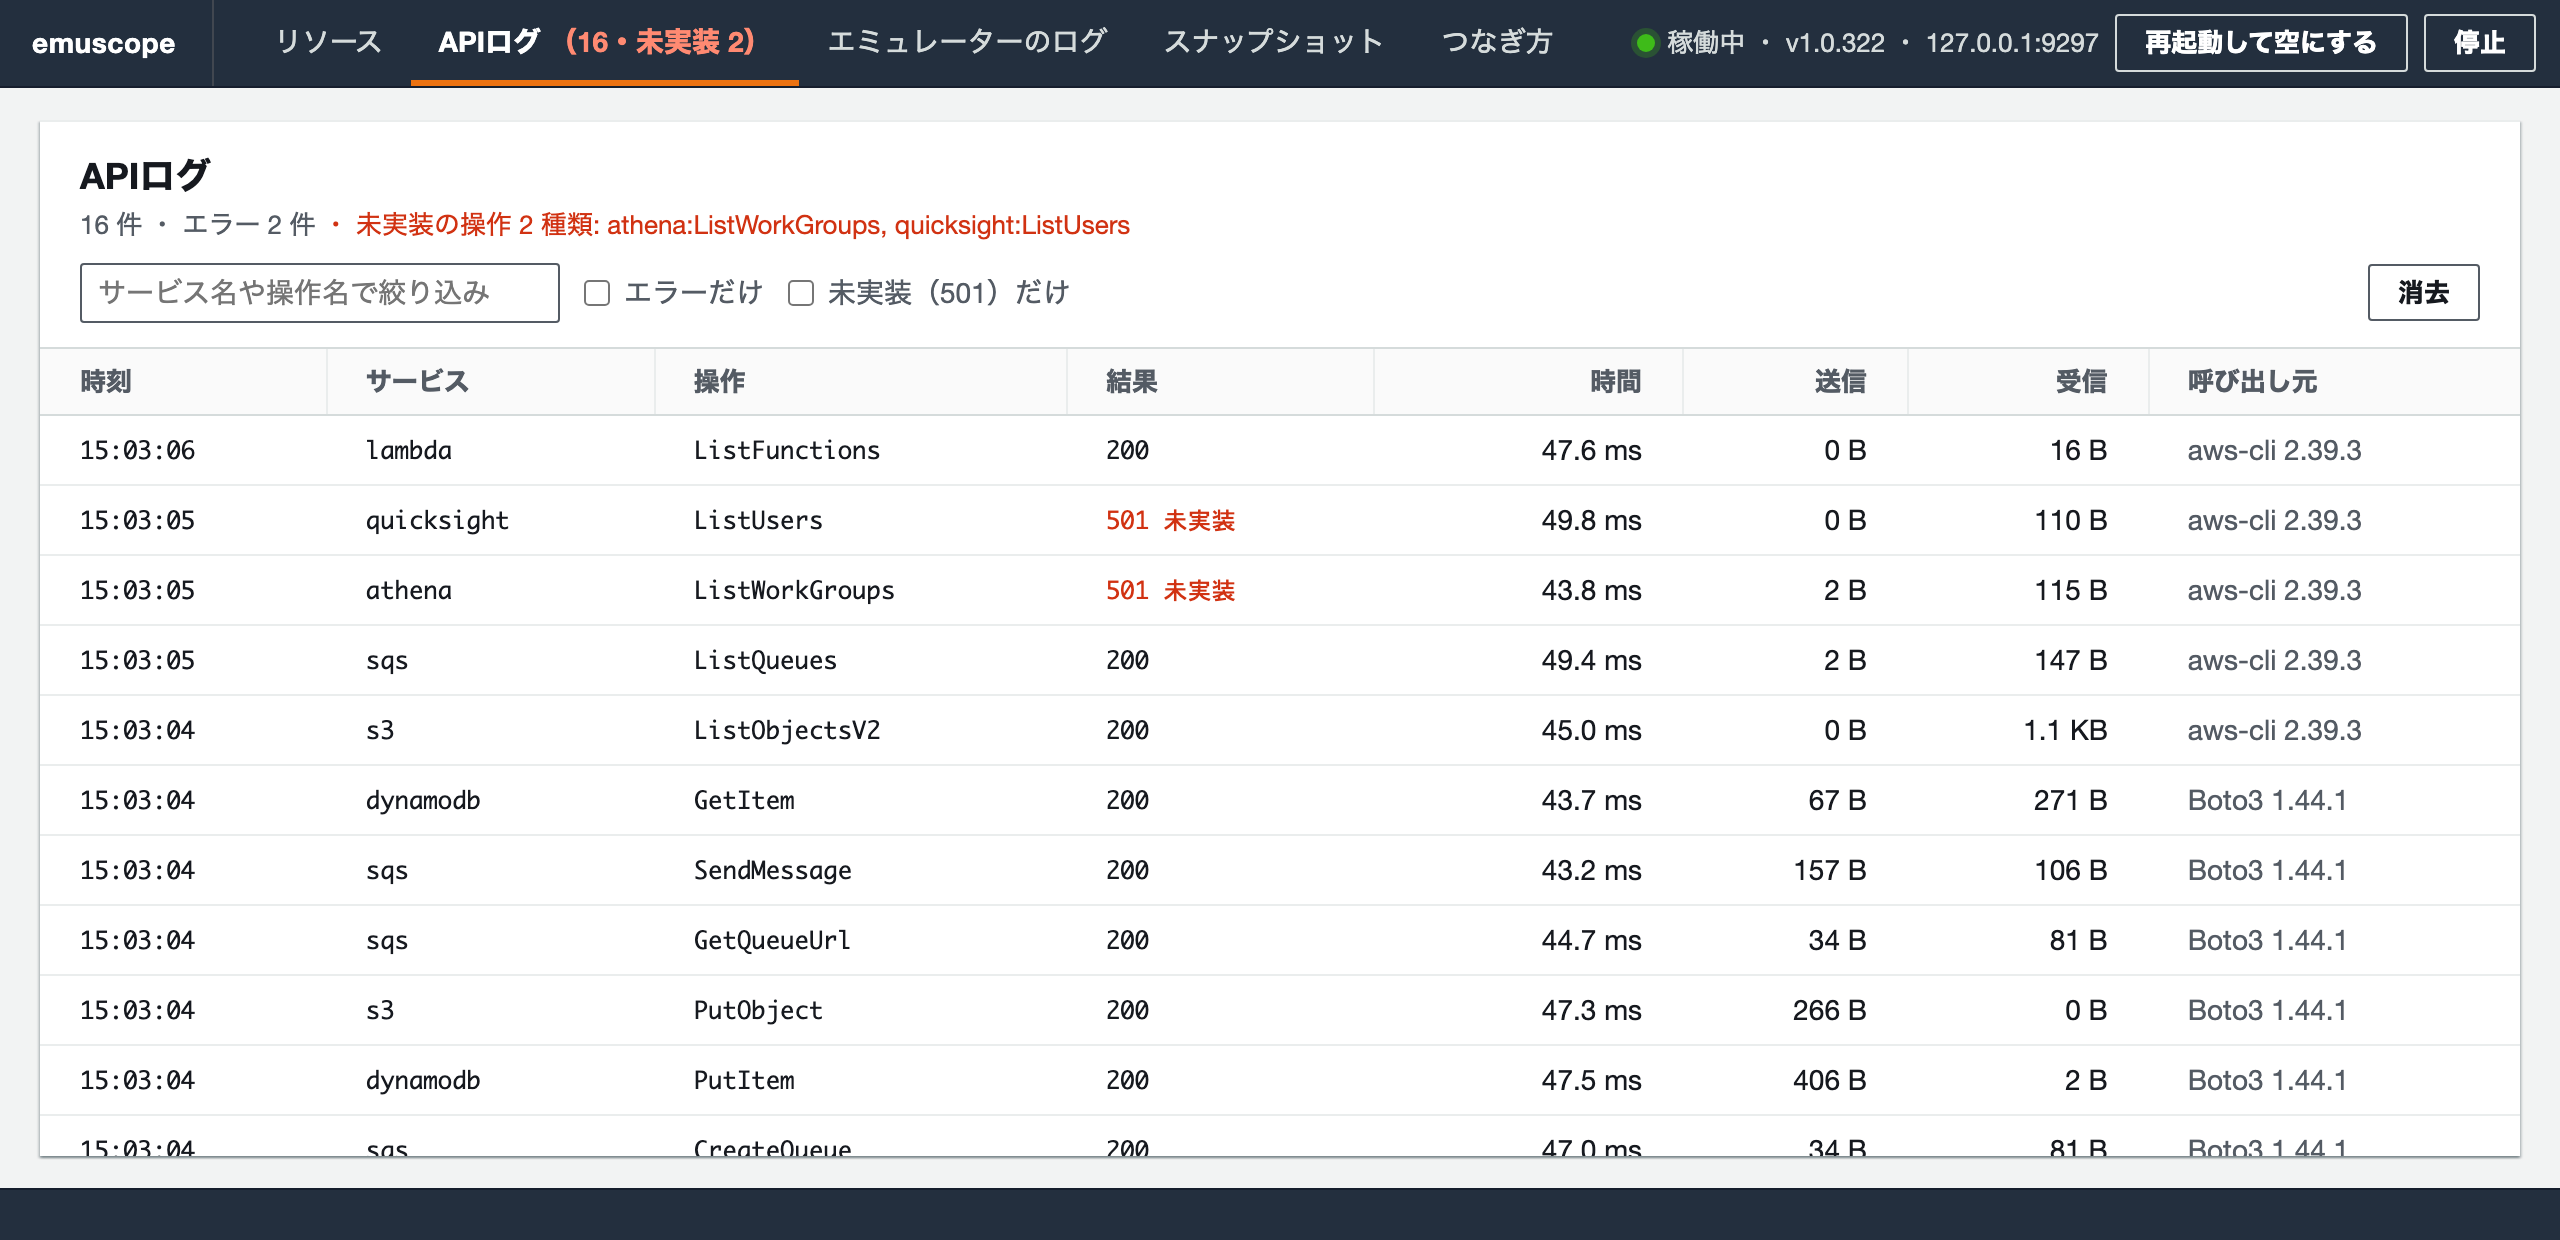 emuscope リソース APIログ （16・未実装 2） エミュレーターのログ スナップショット つなぎ方 稼働中 ・ v1.0.322 ・ 127.0.0.1:9297 再起動して空にする 停止
APIログ
16 件 ・ エラー 2 件 ・ 未実装の操作 2 種類: athena:ListWorkGroups, quicksight:ListUsers
サービス名や操作名で絞り込み エラーだけ 未実装（501）だけ 消去
時刻 サービス 操作 結果 時間 送信 受信 呼び出し元
15:03:06 lambda ListFunctions 200 47.6 ms 0 B 16 B aws-cli 2.39.3
15:03:05 quicksight ListUsers 501 未実装 49.8 ms 0 B 110 B aws-cli 2.39.3
15:03:05 athena ListWorkGroups 501 未実装 43.8 ms 2 B 115 B aws-cli 2.39.3
15:03:05 sqs ListQueues 200 49.4 ms 2 B 147 B aws-cli 2.39.3
15:03:04 s3 ListObjectsV2 200 45.0 ms 0 B 1.1 KB aws-cli 2.39.3
15:03:04 dynamodb GetItem 200 43.7 ms 67 B 271 B Boto3 1.44.1
15:03:04 sqs SendMessage 200 43.2 ms 157 B 106 B Boto3 1.44.1
15:03:04 sqs GetQueueUrl 200 44.7 ms 34 B 81 B Boto3 1.44.1
15:03:04 s3 PutObject 200 47.3 ms 266 B 0 B Boto3 1.44.1
15:03:04 dynamodb PutItem 200 47.5 ms 406 B 2 B Boto3 1.44.1
15:03:04 sqs CreateQueue 200 47.0 ms 34 B 81 B Boto3 1.44.1